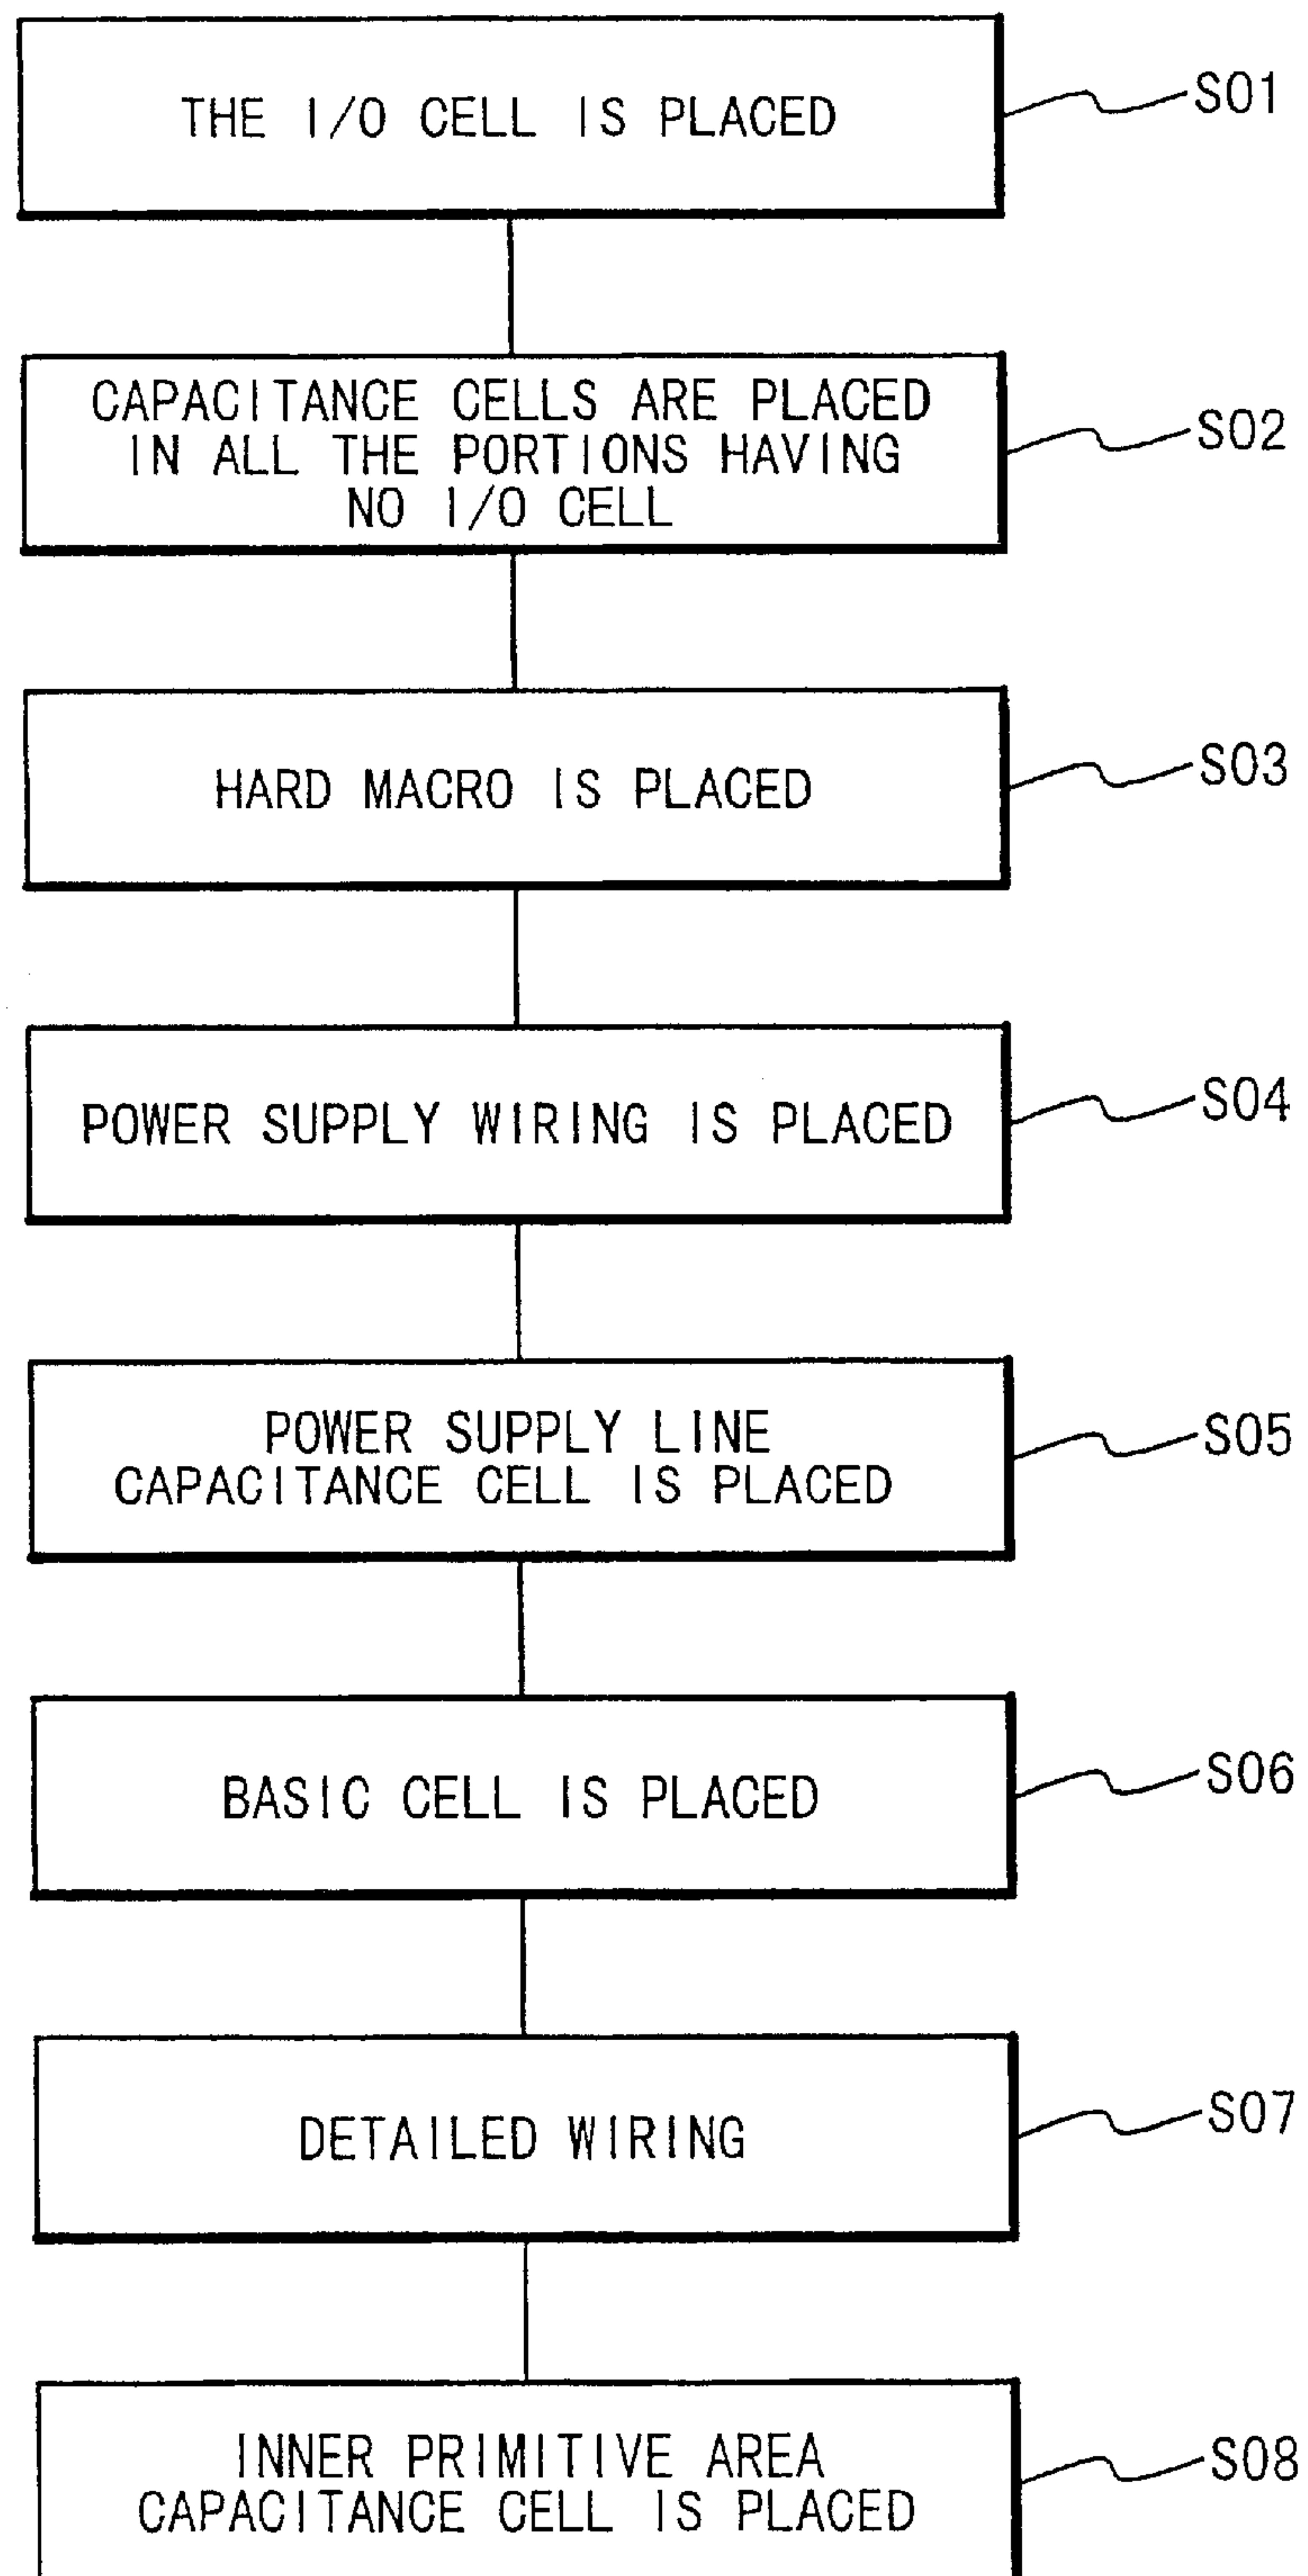 THE I/O CELL IS PLACED
S01
CAPACITANCE CELLS ARE PLACED
IN ALL THE PORTIONS HAVING
NO I/O CELL
S02
HARD MACRO IS PLACED
S03
POWER SUPPLY WIRING IS PLACED
S04
POWER SUPPLY LINE
CAPACITANCE CELL IS PLACED
S05
BASIC CELL IS PLACED
S06
DETAILED WIRING
S07
INNER PRIMITIVE AREA
CAPACITANCE CELL IS PLACED
S08